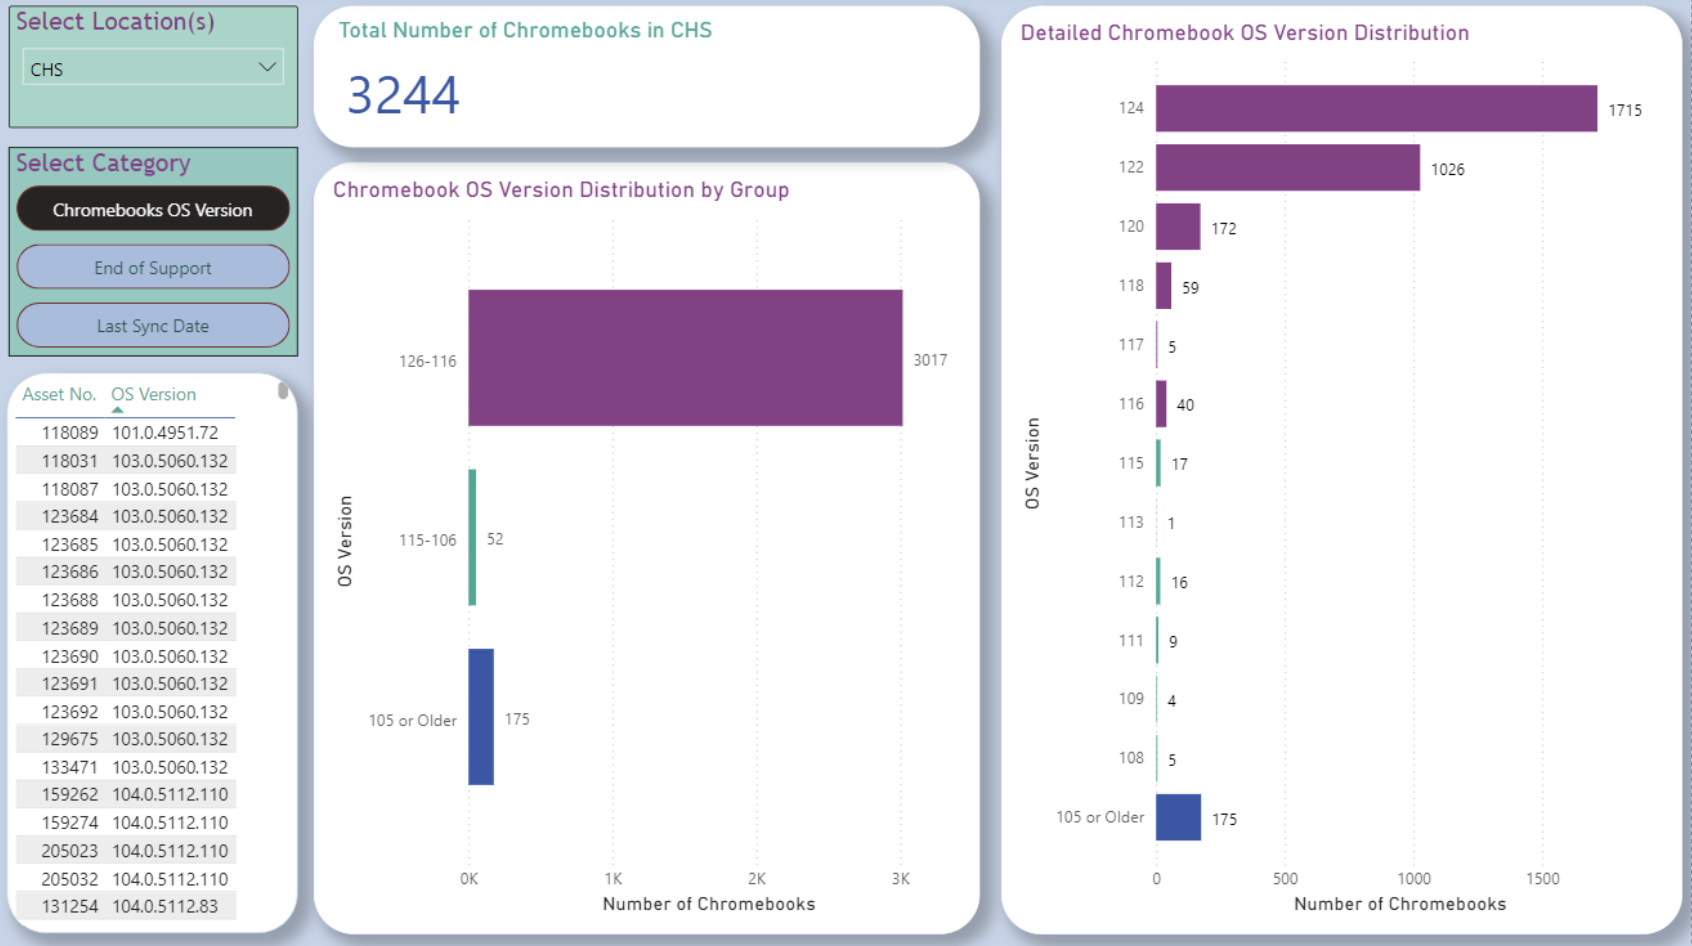 Select Location(s)
CHS
Select Category
Chromebooks OS Version
End of Support
Last Sync Date
Asset No. OS Version
118089 101.0.4951.72
118031 103.0.5060.132
118087 103.0.5060.132
123684 103.0.5060.132
123685 103.0.5060.132
123686 103.0.5060.132
123688 103.0.5060.132
123689 103.0.5060.132
123690 103.0.5060.132
123691 103.0.5060.132
123692 103.0.5060.132
129675 103.0.5060.132
133471 103.0.5060.132
159262 104.0.5112.110
159274 104.0.5112.110
205023 104.0.5112.110
205032 104.0.5112.110
131254 104.0.5112.83
Total Number of Chromebooks in CHS
3244
Chromebook OS Version Distribution by Group
OS Version
126-116 3017
115-106 52
105 or Older 175
0K 1K 2K 3K
Number of Chromebooks
Detailed Chromebook OS Version Distribution
OS Version
124 1715
122 1026
120 172
118 59
117 5
116 40
115 17
113 1
112 16
111 9
109 4
108 5
105 or Older 175
0 500 1000 1500
Number of Chromebooks